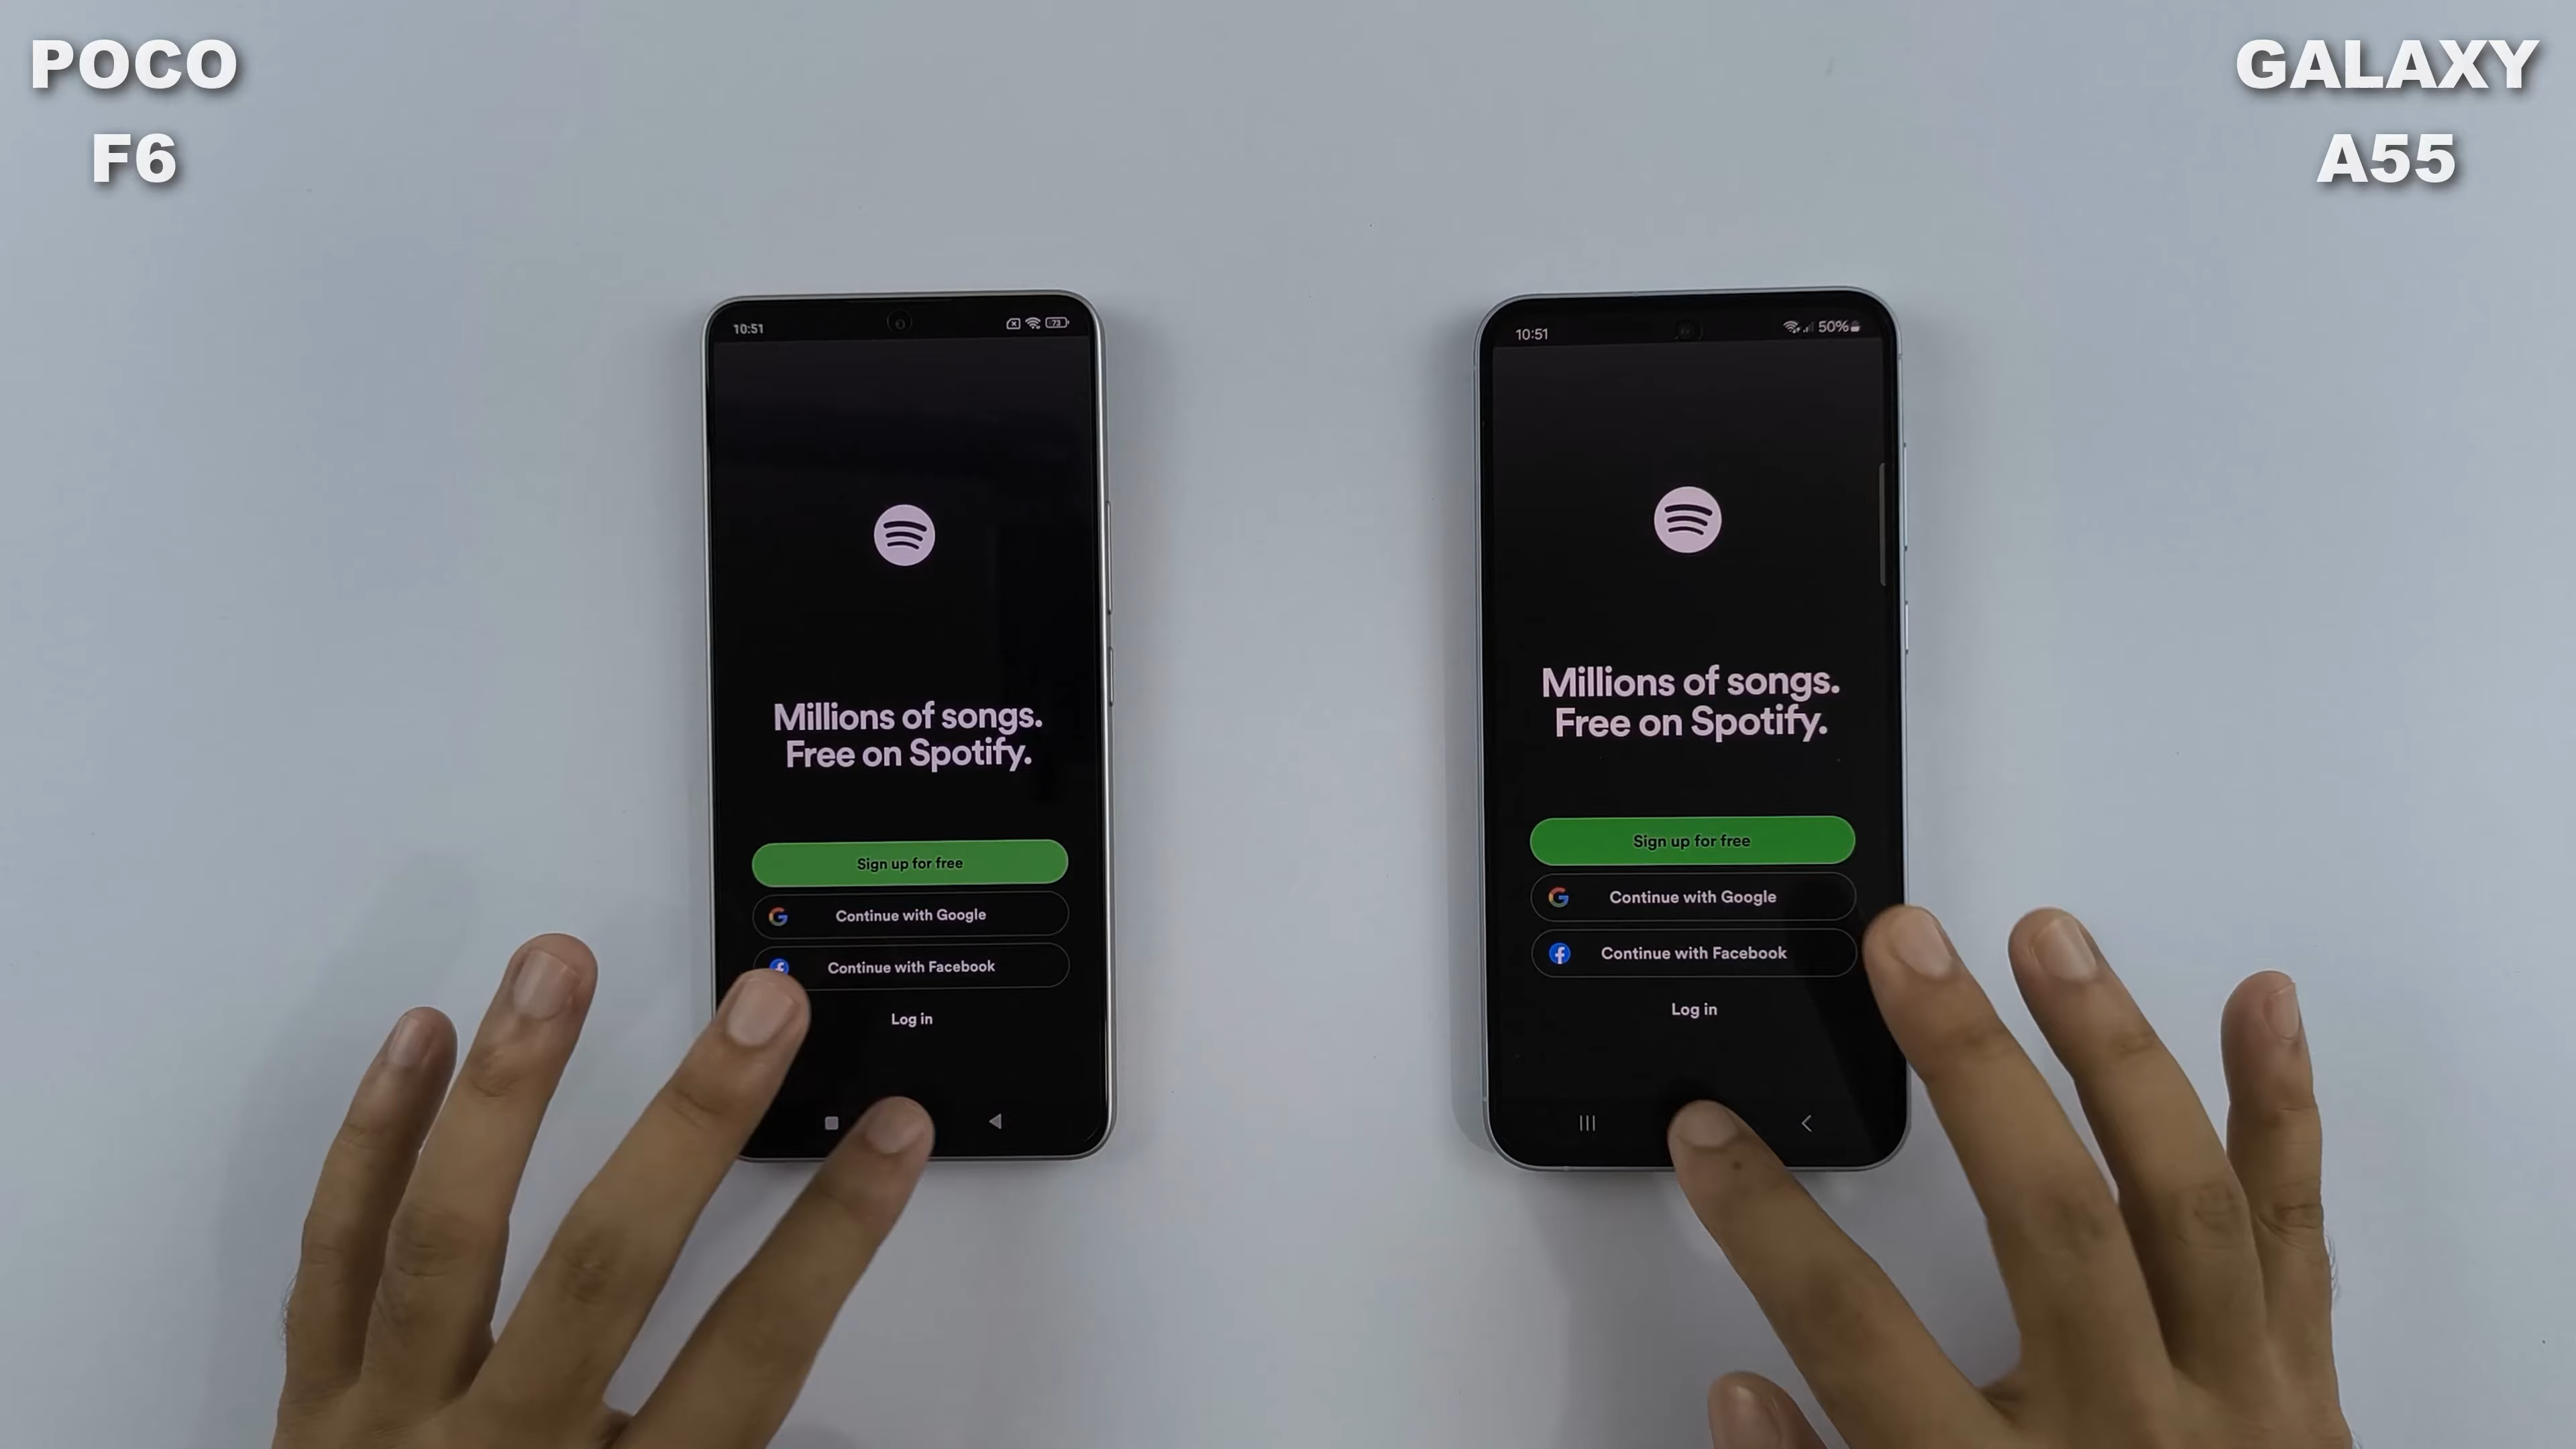 POCO
F6
GALAXY
A55
10:51
73
Millions of songs.
Free on Spotify.
Sign up for free
Continue with Google
Continue with Facebook
Log in
10:51
50%
Millions of songs.
Free on Spotify.
Sign up for free
Continue with Google
Continue with Facebook
Log in